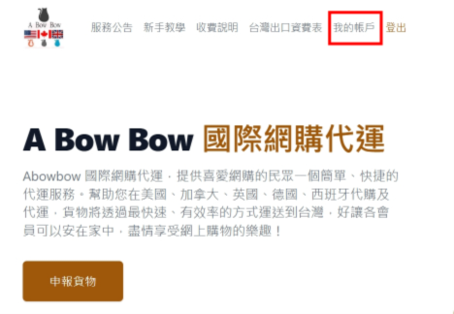 A Bow Bow
服務公告 新手教學 收費說明 台灣出口資費表 我的帳戶 登出
A Bow Bow 國際網購代運
Abowbow 國際網購代運，提供喜愛網購的民眾一個簡單、快捷的
代運服務。幫助您在美國、加拿大、英國、德國、西班牙代購及
代運，貨物將透過最快速、有效率的方式運送到台灣，好讓各會
員可以安在家中，盡情享受網上購物的樂趣！
申報貨物